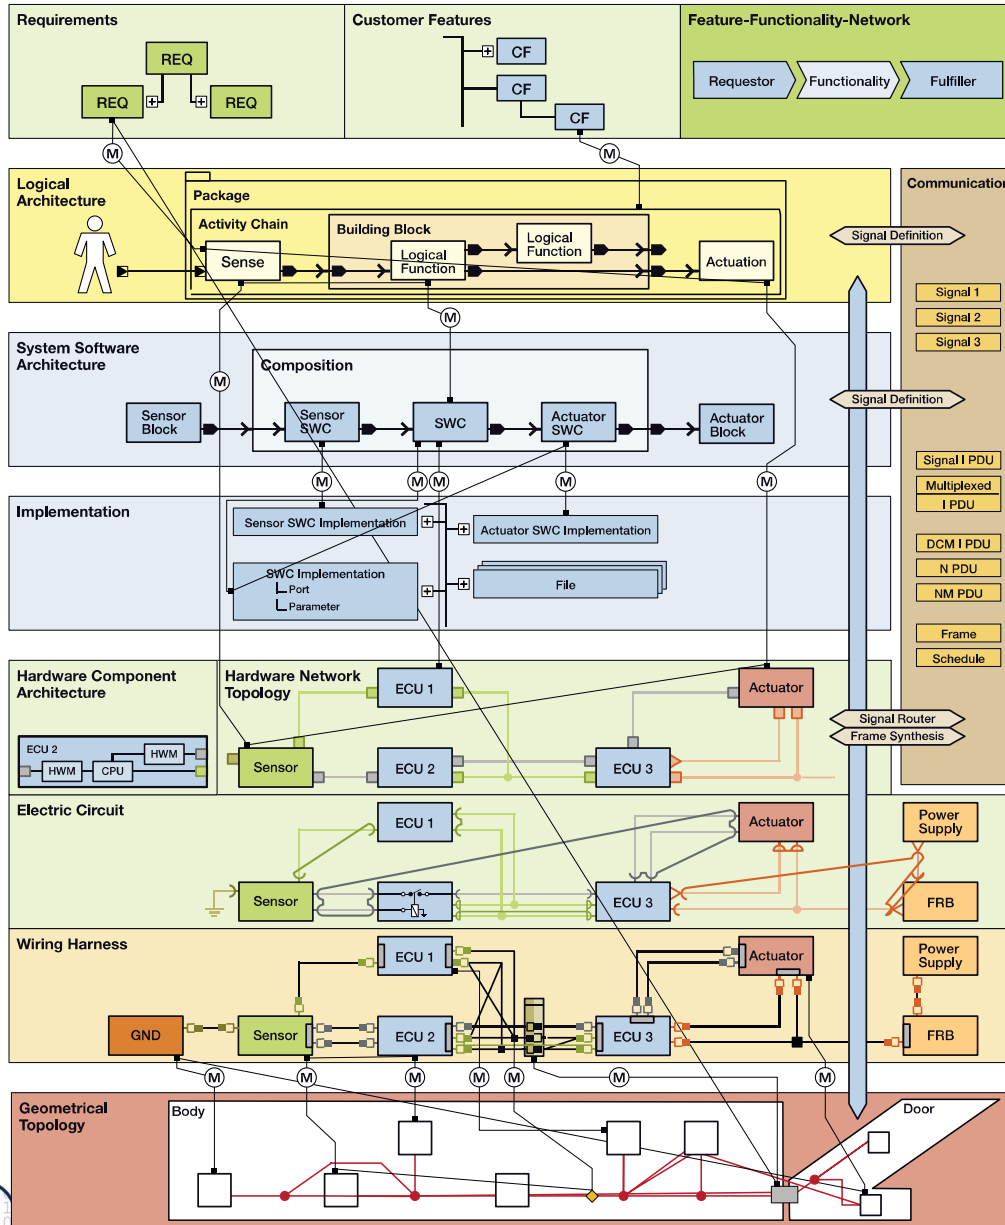 Requirements
Customer Features
Feature-Functionality-Network
REQ
REQ
REQ
CF
CF
CF
Requestor
Functionality
Fulfiller
M
M
Logical
Architecture
Package
Activity Chain
Building Block
Sense
Logical
Function
Logical
Function
Actuation
Communication
Signal Definition
Signal 1
Signal 2
Signal 3
M
System Software
Architecture
Composition
M
Sensor
Block
Sensor
SWC
SWC
Actuator
SWC
Actuator
Block
Signal Definition
Signal I PDU
Multiplexed
I PDU
DCM I PDU
N PDU
NM PDU
Frame
Schedule
M
M
M
M
M
Implementation
Sensor SWC Implementation
Actuator SWC Implementation
SWC Implementation
Port
Parameter
File
Hardware Component
Architecture
Hardware Network
Topology
ECU 2
HWM
CPU
HWM
Sensor
ECU 1
ECU 2
ECU 3
Actuator
Signal Router
Frame Synthesis
Electric Circuit
ECU 1
Actuator
Power
Supply
Sensor
ECU 3
FRB
Wiring Harness
ECU 1
Actuator
Power
Supply
GND
Sensor
ECU 2
ECU 3
FRB
M
M
M
M
M
M
M
Geometrical
Topology
Body
Door